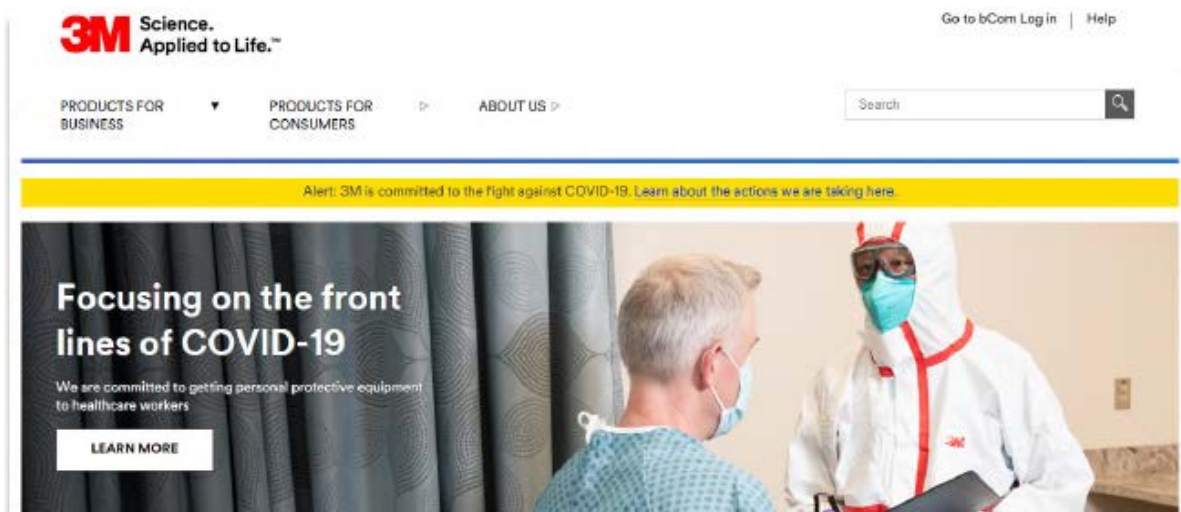 3M Science.
Applied to Life.™
Go to bCom Log in | Help
PRODUCTS FOR
BUSINESS
PRODUCTS FOR
CONSUMERS
ABOUT US
Search
Alert: 3M is committed to the fight against COVID-19. Learn about the actions we are taking here.
Focusing on the front
lines of COVID-19
We are committed to getting personal protective equipment
to healthcare workers
LEARN MORE
3M